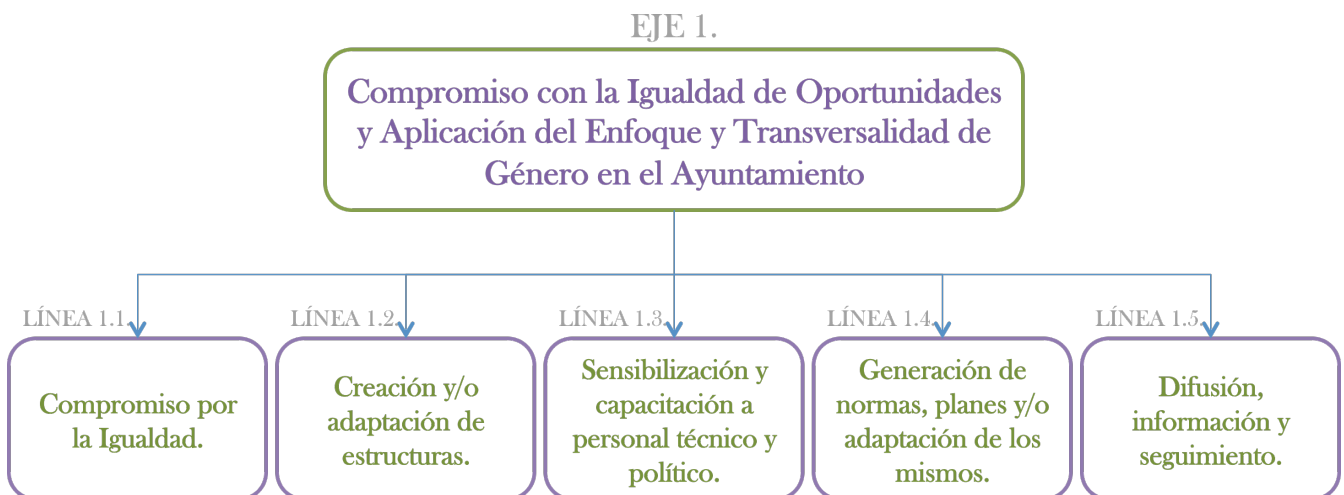 EJE 1.
Compromiso con la Igualdad de Oportunidades
y Aplicación del Enfoque y Transversalidad de
Género en el Ayuntamiento
LÍNEA 1.1.
Compromiso por
la Igualdad.
LÍNEA 1.2.
Creación y/o
adaptación de
estructuras.
LÍNEA 1.3.
Sensibilización y
capacitación a
personal técnico y
político.
LÍNEA 1.4.
Generación de
normas, planes y/o
adaptación de los
mismos.
LÍNEA 1.5.
Difusión,
información y
seguimiento.